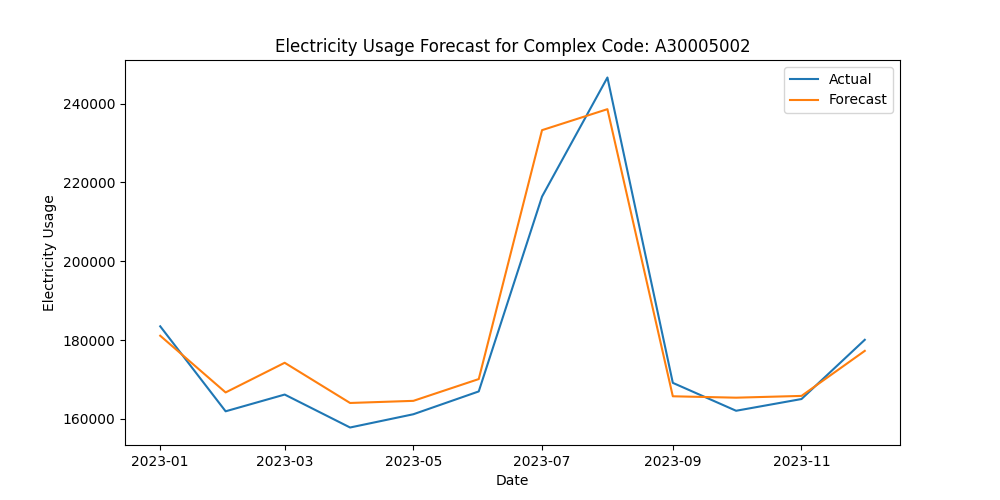 Electricity Usage Forecast for Complex Code: A30005002
Actual
Forecast
240000
220000
200000
180000
160000
Electricity Usage
2023-01 2023-03 2023-05 2023-07 2023-09 2023-11
Date